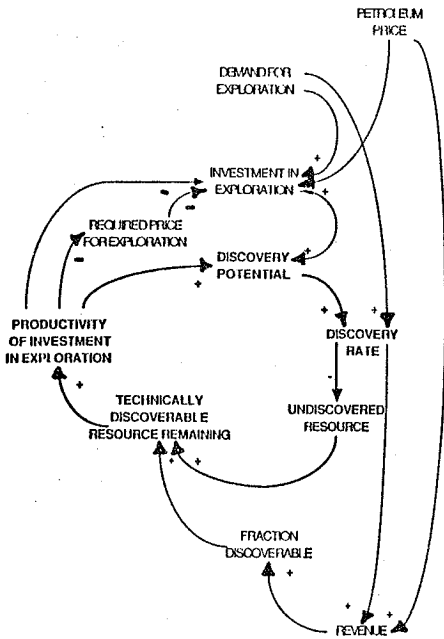 PETROLEUM
PRICE
DEMAND FOR
EXPLORATION
+
INVESTMENT IN
EXPLORATION
+
-
-
REQUIRED PRICE
FOR EXPLORATION
-
DISCOVERY
POTENTIAL
+
+
+
+
DISCOVERY
RATE
PRODUCTIVITY
OF INVESTMENT
IN EXPLORATION
+
-
TECHNICALLY
DISCOVERABLE
RESOURCE REMAINING
UNDISCOVERED
RESOURCE
+ +
FRACTION
DISCOVERABLE
+
+ +
REVENUE